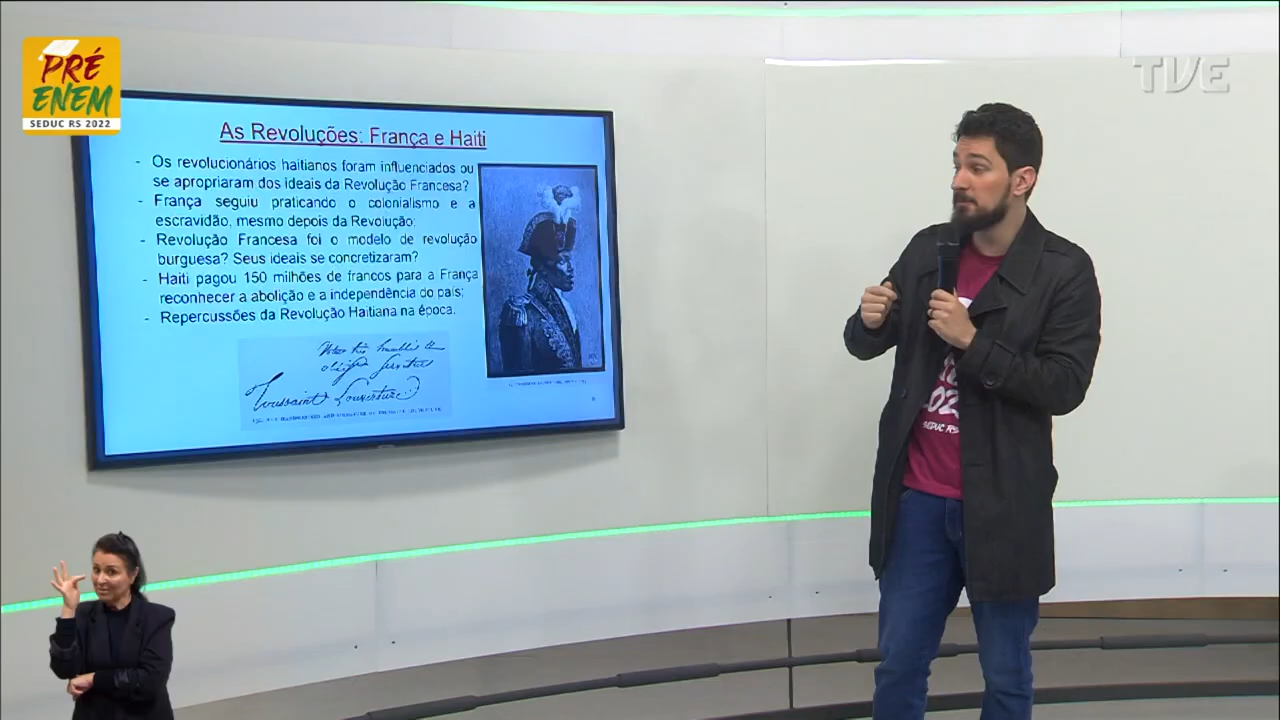 PRÉ
ENEM
SEDUC RS 2022
TVE
As Revoluções: França e Haiti
- Os revolucionários haitianos foram influenciados ou
se apropriaram dos ideais da Revolução Francesa?
- França seguiu praticando o colonialismo e a
escravidão, mesmo depois da Revolução;
- Revolução Francesa foi o modelo de revolução
burguesa? Seus ideais se concretizaram?
- Haiti pagou 150 milhões de francos para a França
reconhecer a abolição e a independência do país;
- Repercussões da Revolução Haitiana na época.
Toussaint Louverture
SEDUC RS